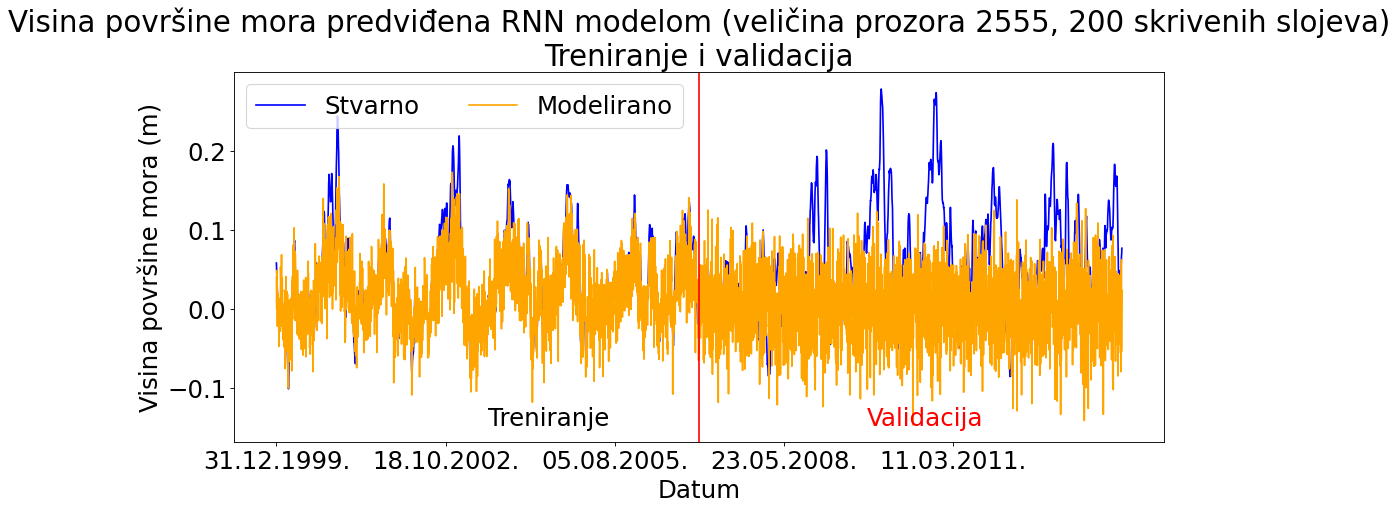 Visina površine mora predviđena RNN modelom (veličina prozora 2555, 200 skrivenih slojeva)
Treniranje i validacija
Stvarno Modelirano
Visina površine mora (m)
0.2
0.1
0.0
−0.1
Treniranje Validacija
31.12.1999. 18.10.2002. 05.08.2005. 23.05.2008. 11.03.2011.
Datum